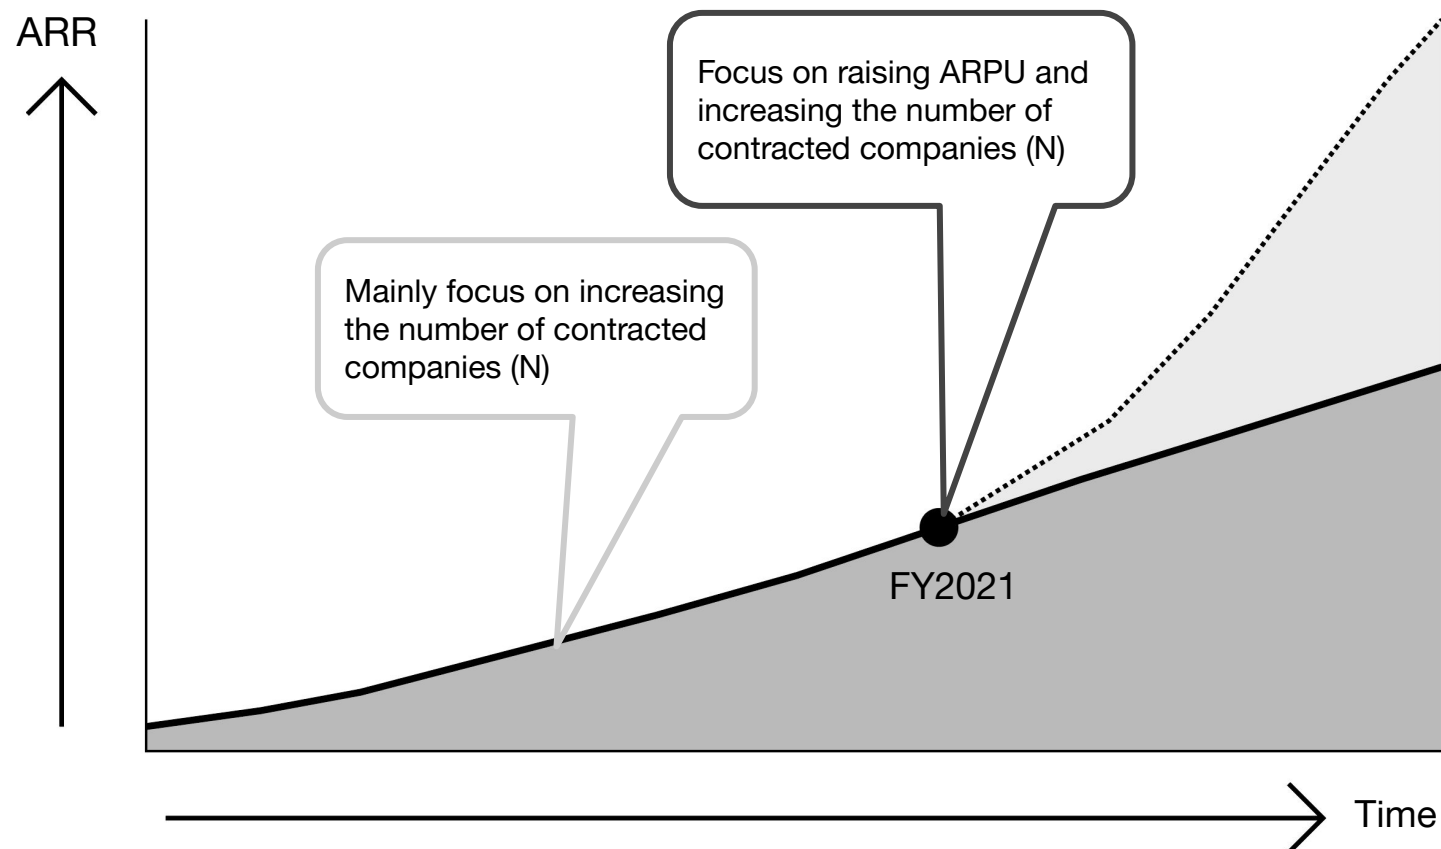 ARR
Focus on raising ARPU and
increasing the number of
contracted companies (N)
Mainly focus on increasing
the number of contracted
companies (N)
FY2021
Time